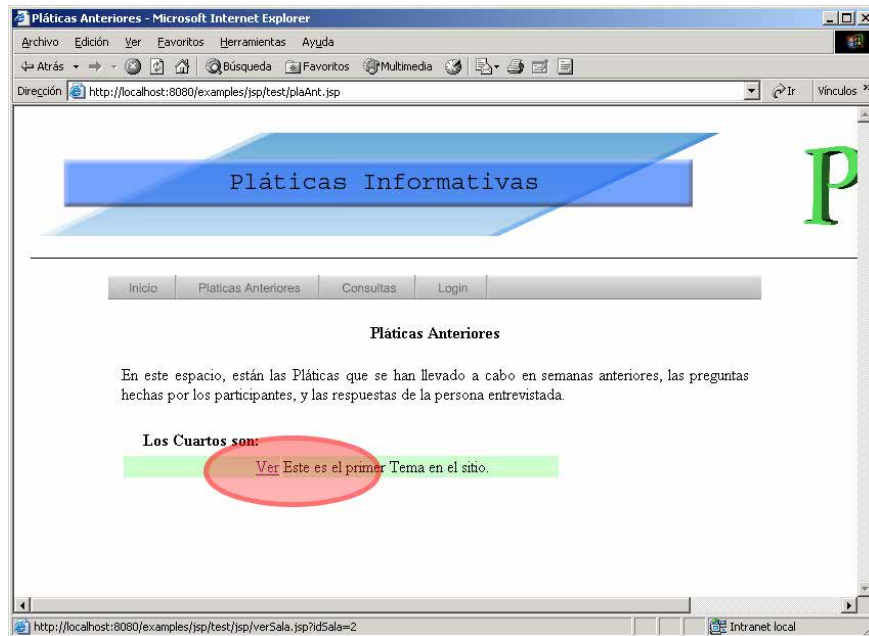 Pláticas Anteriores - Microsoft Internet Explorer
Archivo Edición Ver Favoritos Herramientas Ayuda
Atrás Búsqueda Favoritos Multimedia
Dirección http://localhost:8080/examples/jsp/test/plaAnt.jsp Ir Vínculos »
Pláticas Informativas
P
Inicio Platicas Anteriores Consultas Login
Pláticas Anteriores
En este espacio, están las Pláticas que se han llevado a cabo en semanas anteriores, las preguntas
hechas por los participantes, y las respuestas de la persona entrevistada.
Los Cuartos son:
Ver Este es el primer Tema en el sitio.
http://localhost:8080/examples/jsp/test/jsp/verSala.jsp?idSala=2 Intranet local